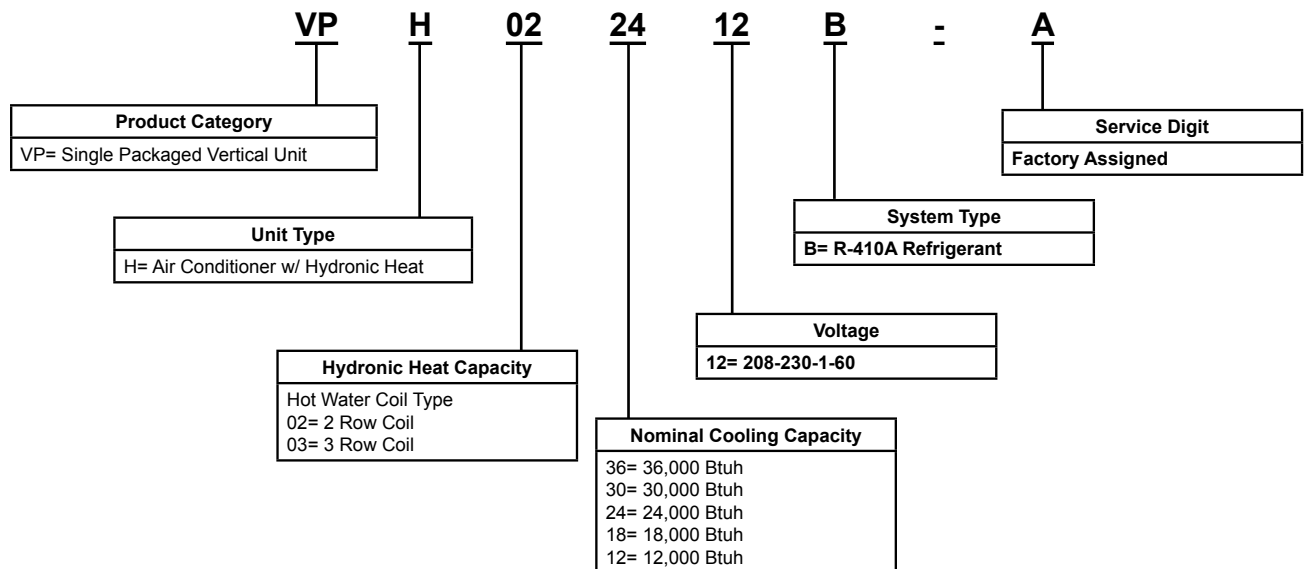 VP H 02 24 12 B - A
Product Category
VP= Single Packaged Vertical Unit
Service Digit
Factory Assigned
Unit Type
H= Air Conditioner w/ Hydronic Heat
System Type
B= R-410A Refrigerant
Voltage
12= 208-230-1-60
Hydronic Heat Capacity
Hot Water Coil Type
02= 2 Row Coil
03= 3 Row Coil
Nominal Cooling Capacity
36= 36,000 Btuh
30= 30,000 Btuh
24= 24,000 Btuh
18= 18,000 Btuh
12= 12,000 Btuh